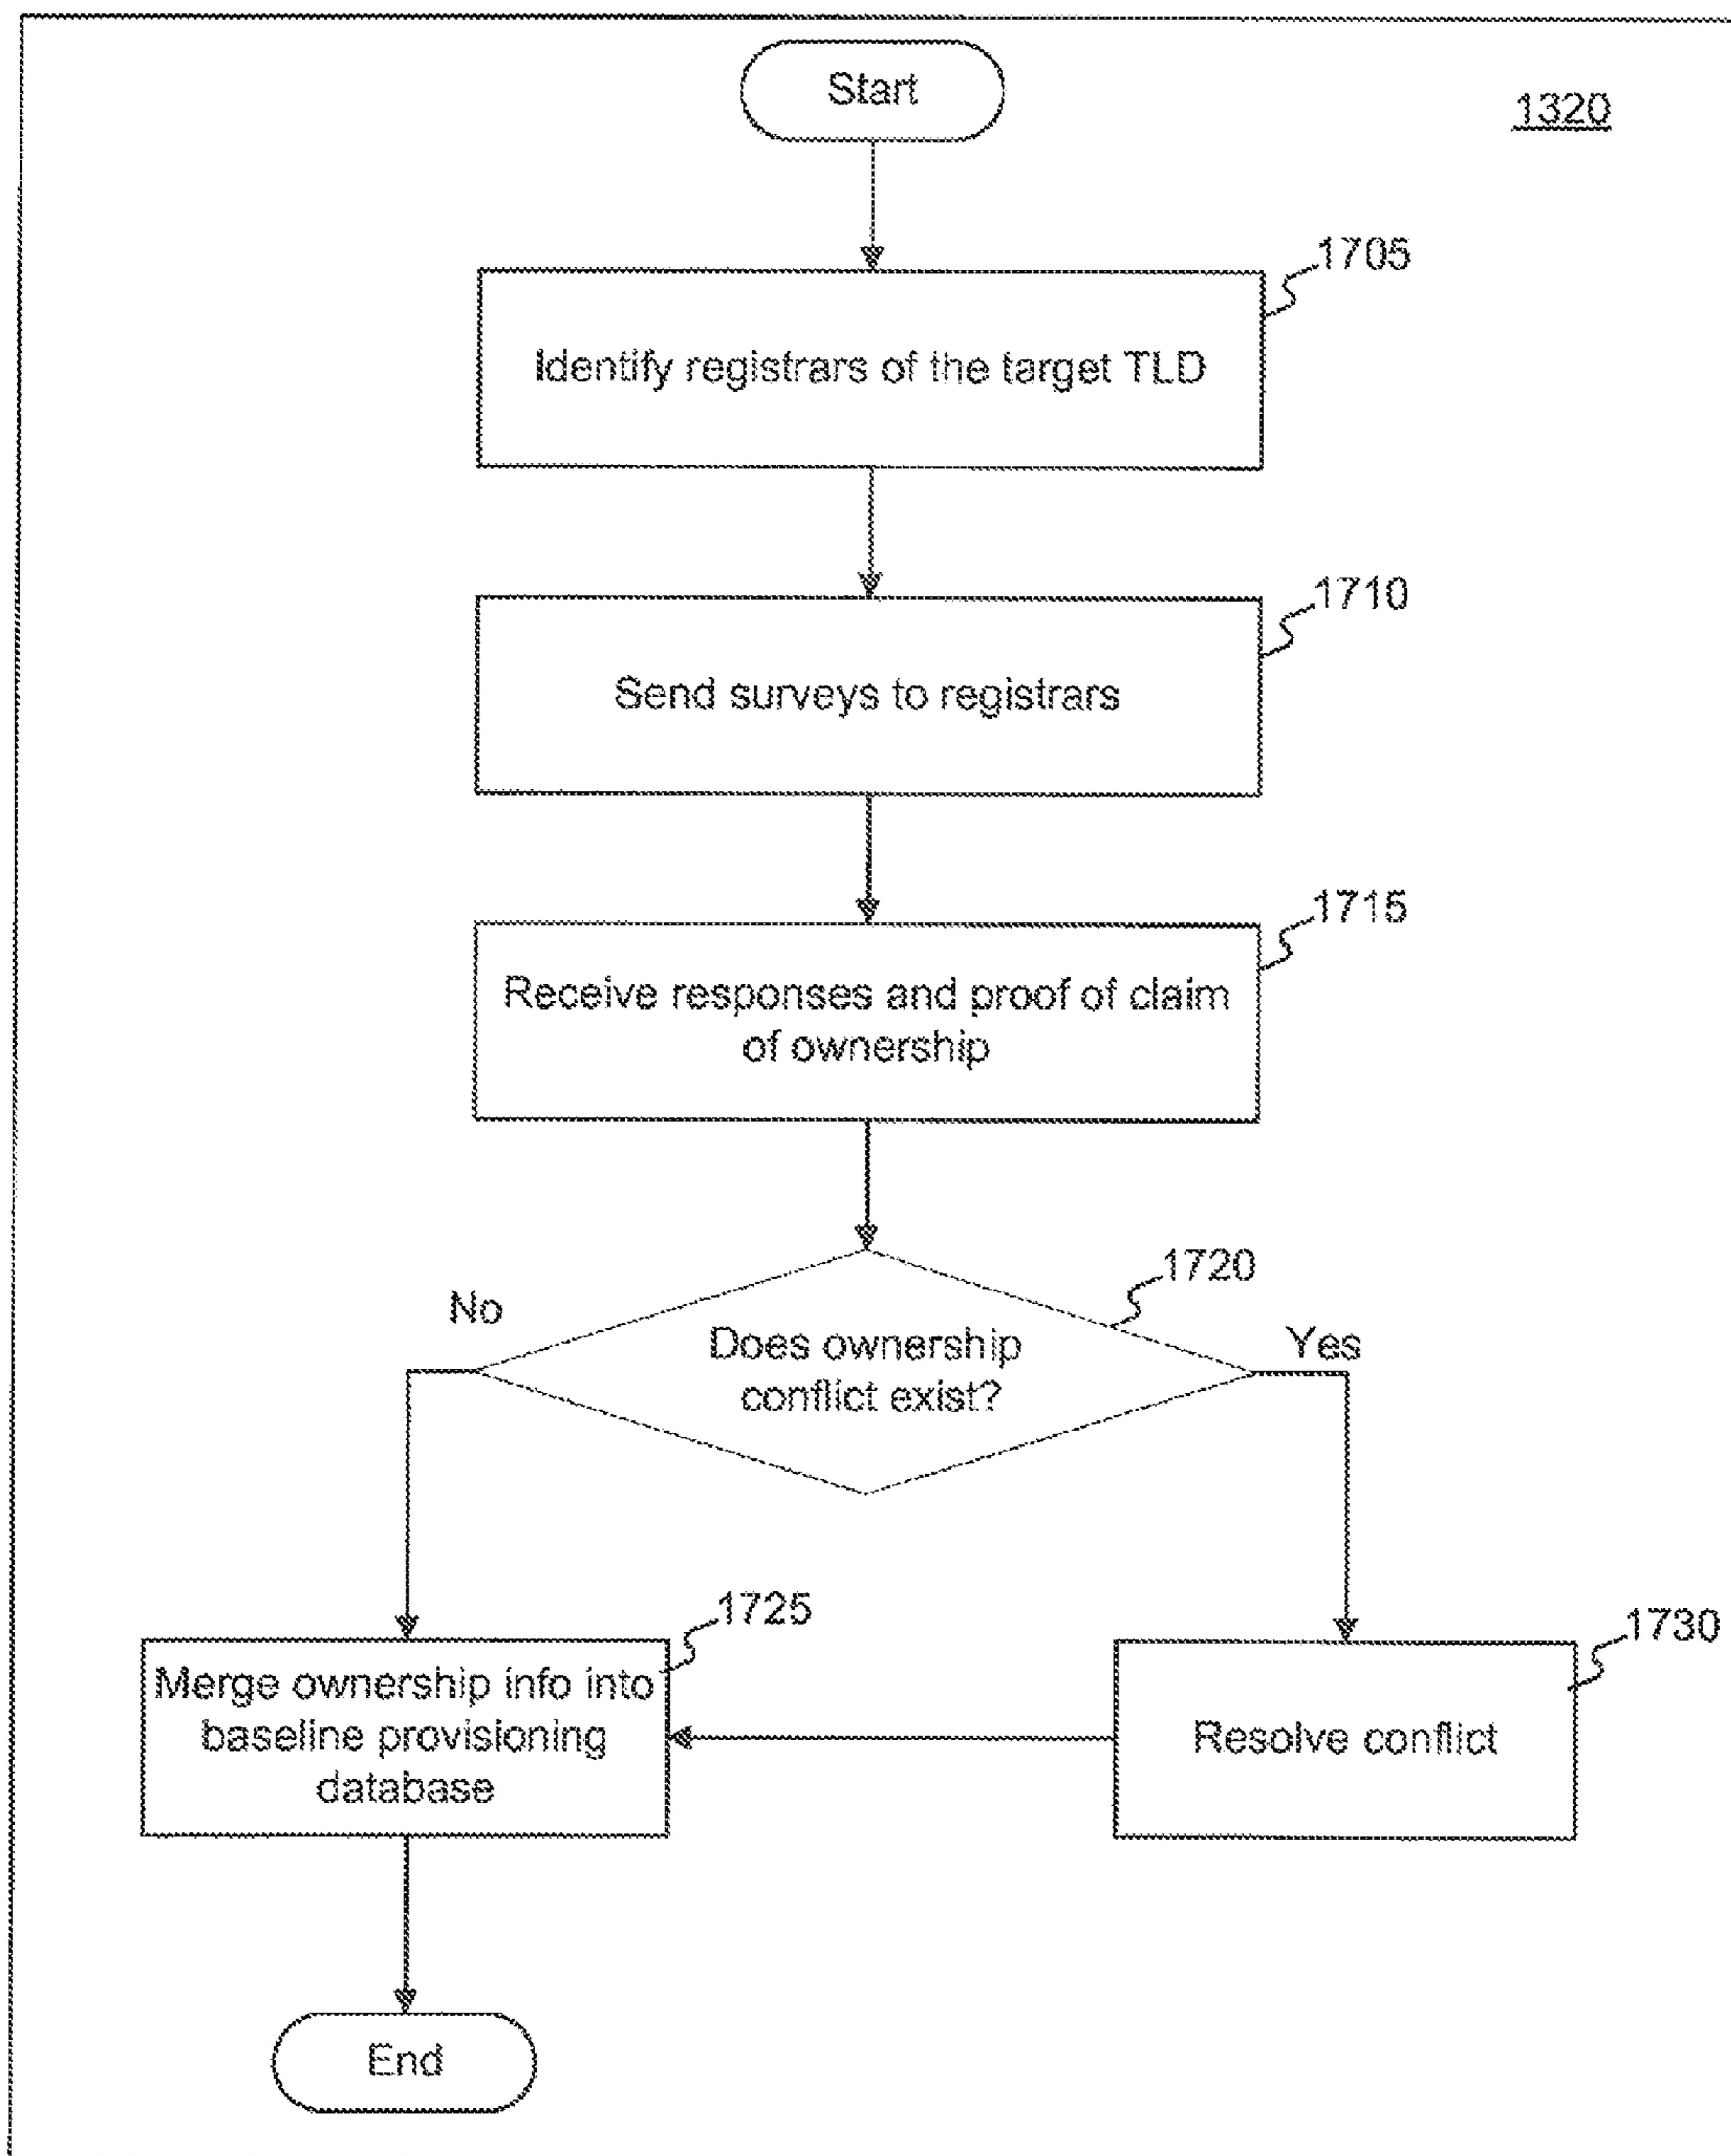 Start
1320
1705
Identify registrars of the target TLD
1710
Send surveys to registrars
1715
Receive responses and proof of claim
of ownership
1720
No
Does ownership
conflict exist?
Yes
1725
Merge ownership info into
baseline provisioning
database
1730
Resolve conflict
End